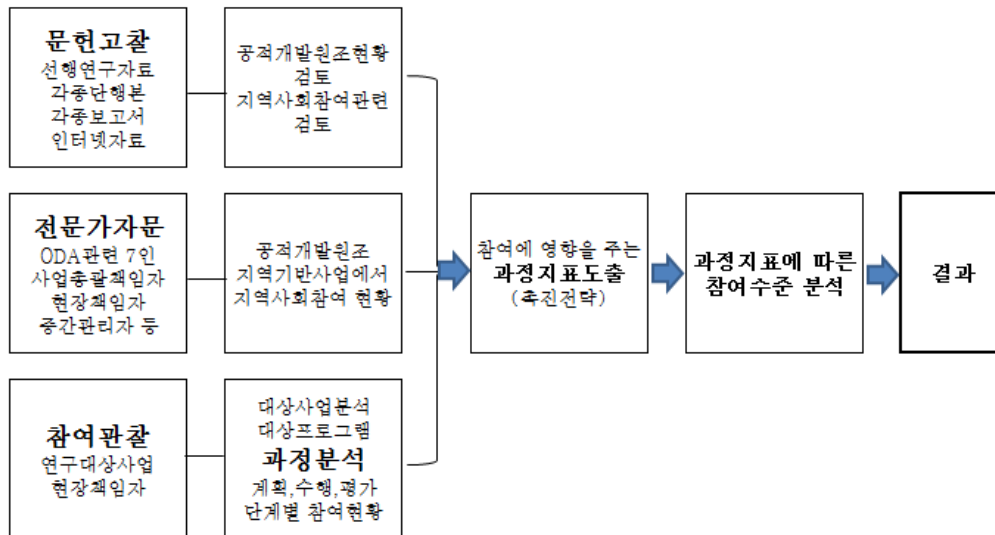 문헌고찰
선행연구자료
각종단행본
각종보고서
인터넷자료
공적개발원조현황
검토
지역사회참여관련
검토
전문가자문
ODA관련 7인
사업총괄책임자
현장책임자
중간관리자 등
공적개발원조
지역기반사업에서
지역사회참여 현황
참여에 영향을 주는
과정지표도출
(촉진전략)
과정지표에 따른
참여수준 분석
결과
참여관찰
연구대상사업
현장책임자
대상사업분석
대상프로그램
과정분석
계획,수행,평가
단계별 참여현황